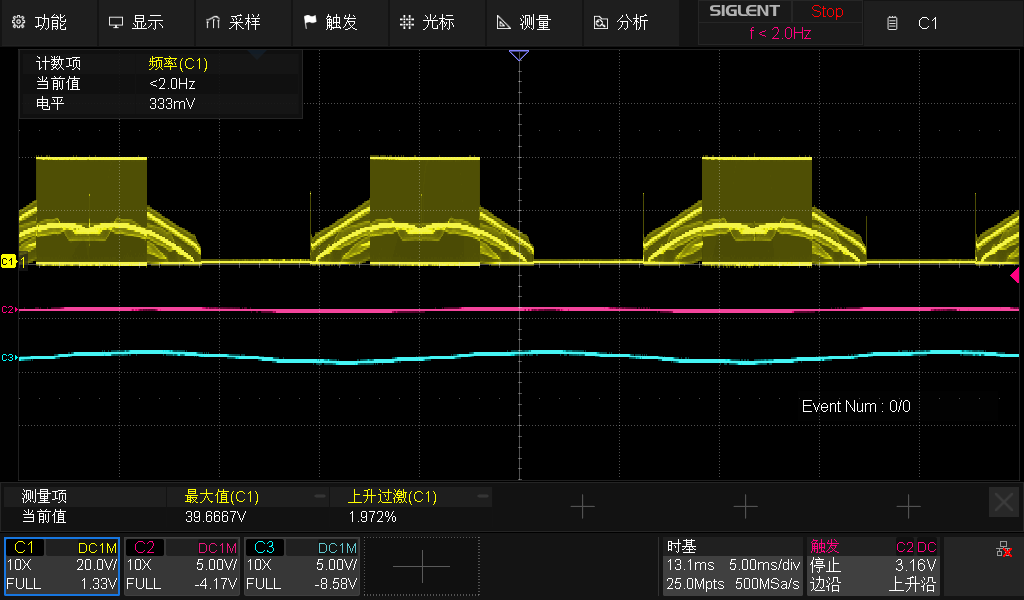 功能 显示 采样 触发 光标 测量 分析 SIGLENT Stop C1
f < 2.0Hz
计数项 频率(C1)
当前值 <2.0Hz
电平 333mV
C1 1
C2
C3
Event Num : 0/0
测量项 最大值(C1) 上升过激(C1)
当前值 39.6667V 1.972%
C1 DC1M C2 DC1M C3 DC1M 时基 触发 C2 DC
10X 20.0V/ 10X 5.00V/ 10X 5.00V/ 13.1ms 5.00ms/div 停止 3.16V
FULL 1.33V FULL -4.17V FULL -8.58V 25.0Mpts 500MSa/s 边沿 上升沿